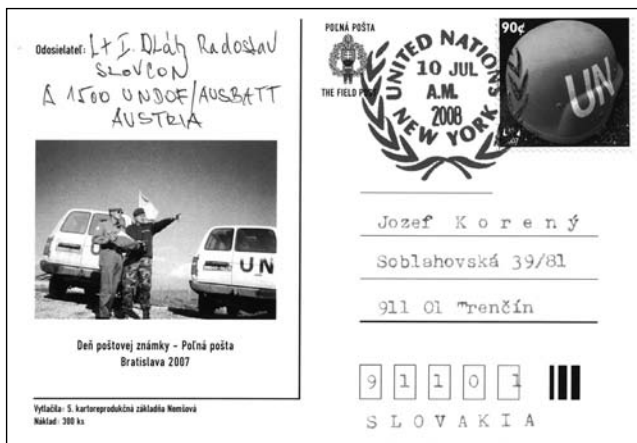 Odosielateľ: Lt I. DLÁh Radoslav
SLOVCON
A 1500 UNDOF/AUSBATT
AUSTRIA
UN
Deň poštovej známky – Poľná pošta
Bratislava 2007
Vytlačila: 5. kartoreprodukčná základňa Nemšová
Náklad: 300 ks
POĽNÁ POŠTA
THE FIELD POST
UNITED NATIONS
10 JUL
A.M.
2008
NEW YORK
90¢
UN
Jozef Korený
Soblahovská 39/81
911 01 Trenčín
9 1 1 0 1
SLOVAKIA